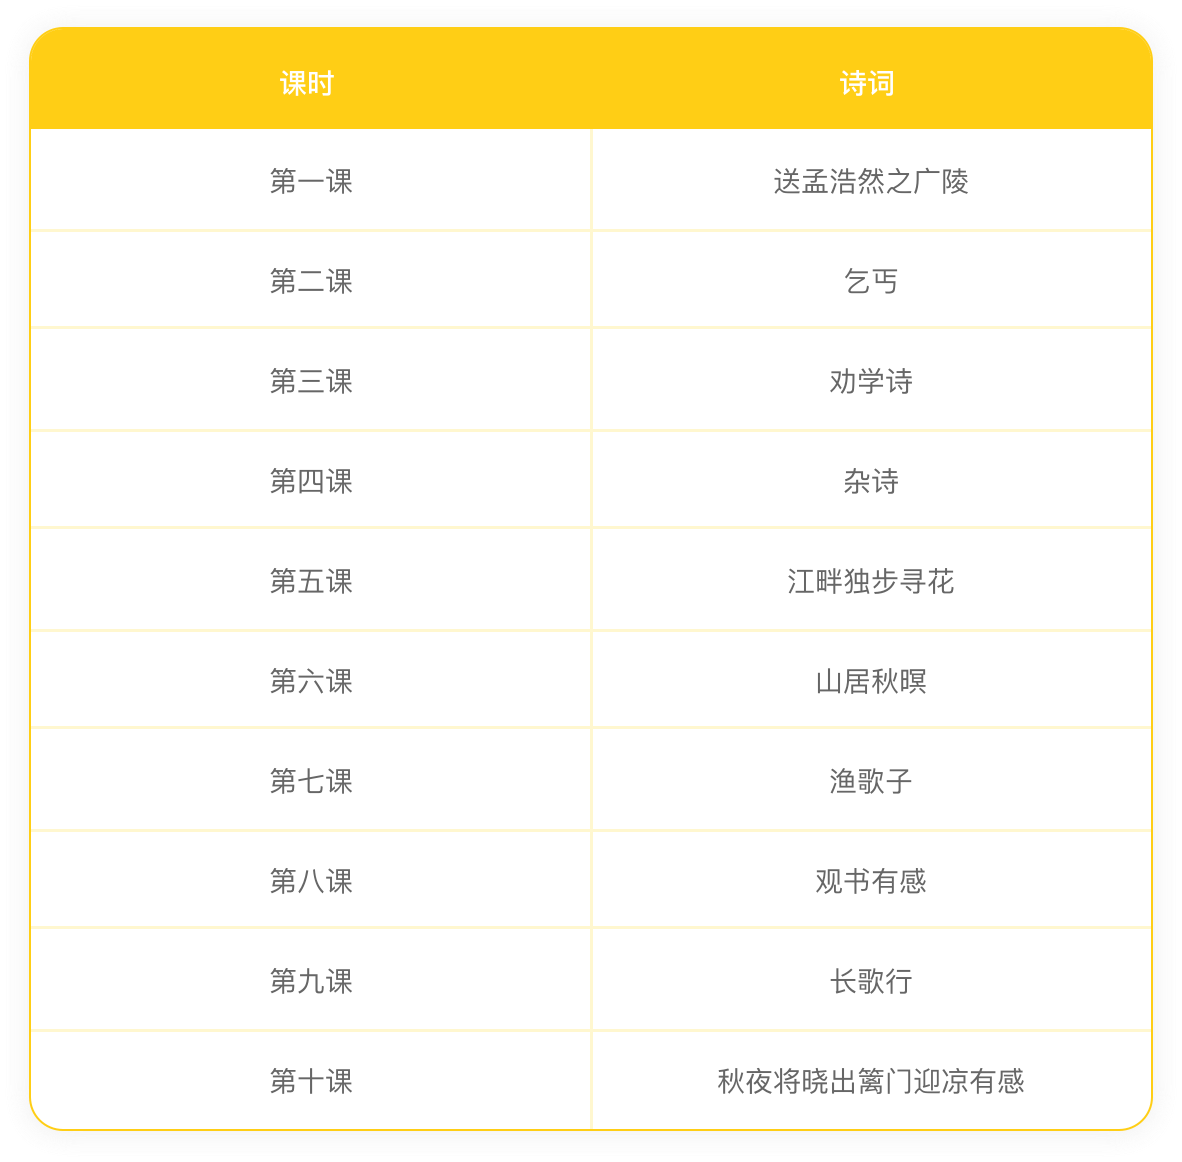 课时 诗词
第一课 送孟浩然之广陵
第二课 乞丐
第三课 劝学诗
第四课 杂诗
第五课 江畔独步寻花
第六课 山居秋暝
第七课 渔歌子
第八课 观书有感
第九课 长歌行
第十课 秋夜将晓出篱门迎凉有感